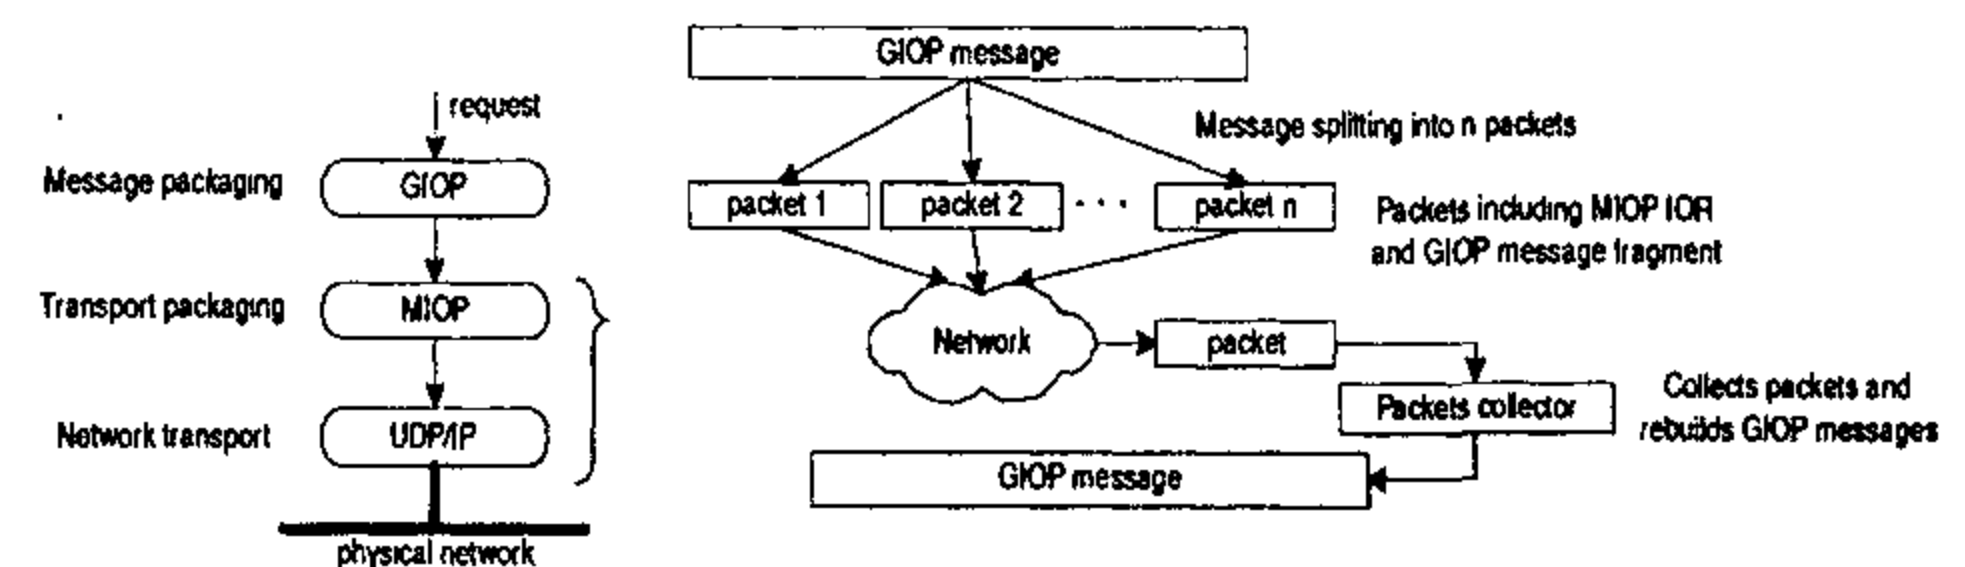 request
Message packaging
GIOP
Transport packaging
MIOP
Network transport
UDP/IP
physical network
GIOP message
Message splitting into n packets
packet 1
packet 2
. . .
packet n
Packets including MIOP IOR
and GIOP message fragment
Network
packet
Packets collector
Collects packets and
rebuilds GIOP messages
GIOP message